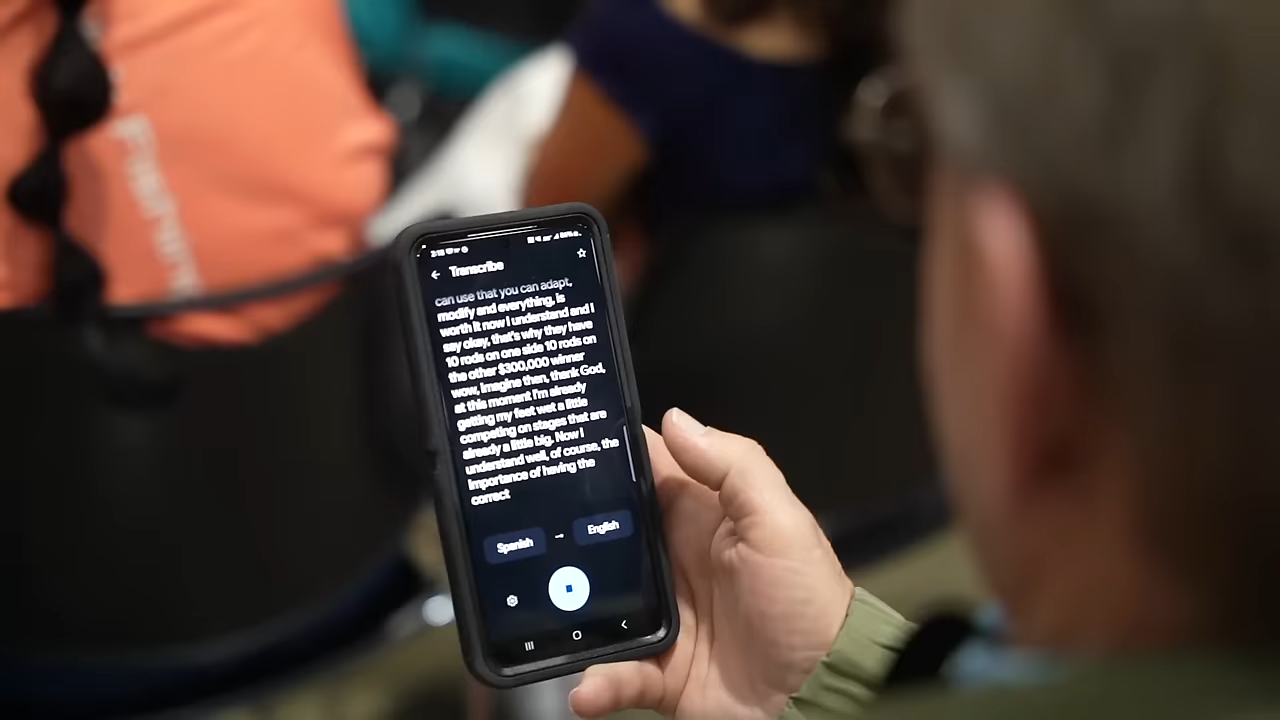 Transcribe
can use that you can adapt,
modify and everything, is
worth it now I understand and I
say okay, that's why they have
10 rods on one side 10 rods on
the other $300,000 winner
wow, imagine then, thank God,
at this moment I'm already
getting my feet wet a little
competing on stages that are
already a little big. Now I
understand well, of course, the
importance of having the
correct
Spanish → English